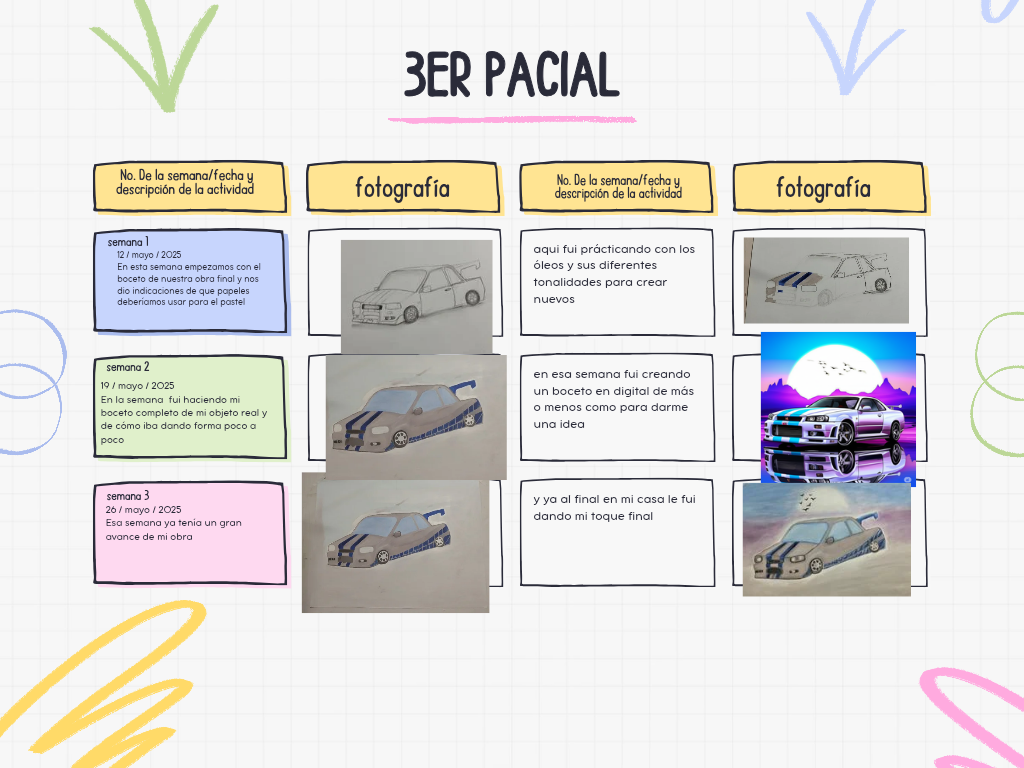 3ER PACIAL
No. De la semana/fecha y
descripción de la actividad
fotografía
No. De la semana/fecha y
descripción de la actividad
fotografía
semana 1
12 / mayo / 2025
En esta semana empezamos con el
boceto de nuestra obra final y nos
dio indicaciones de que papeles
deberíamos usar para el pastel
aqui fui prácticando con los
óleos y sus diferentes
tonalidades para crear
nuevos
semana 2
19 / mayo / 2025
En la semana fui haciendo mi
boceto completo de mi objeto real y
de cómo iba dando forma poco a
poco
en esa semana fui creando
un boceto en digital de más
o menos como para darme
una idea
semana 3
26 / mayo / 2025
Esa semana ya tenía un gran
avance de mi obra
y ya al final en mi casa le fui
dando mi toque final